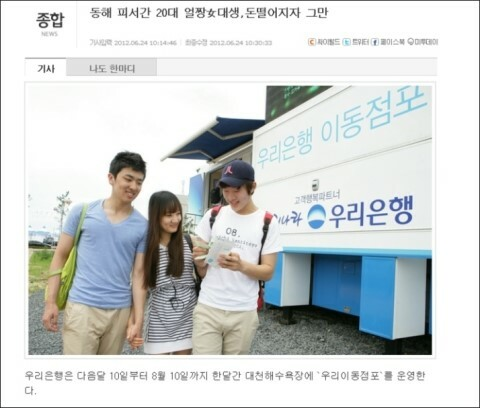 종합
NEWS
동해 피서간 20대 얼짱女대생,돈떨어지자 그만
기사입력 2012.06.24 10:14:46 | 최종수정 2012.06.24 10:20:33
싸이월드 트위터 페이스북 미투데이
기사
나도 한마디
우리은행 이동점포
고객행복파트너
우리은행
OB.
우리은행은 다음달 10일부터 8월 10일까지 한달간 대천해수욕장에 `우리이동점포`를 운영한
다.